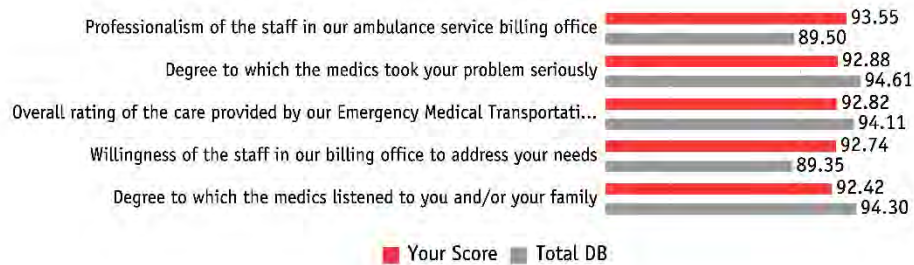 Professionalism of the staff in our ambulance service billing office 93.55
89.50
Degree to which the medics took your problem seriously 92.88
94.61
Overall rating of the care provided by our Emergency Medical Transportati... 92.82
94.11
Willingness of the staff in our billing office to address your needs 92.74
89.35
Degree to which the medics listened to you and/or your family 92.42
94.30
Your Score Total DB